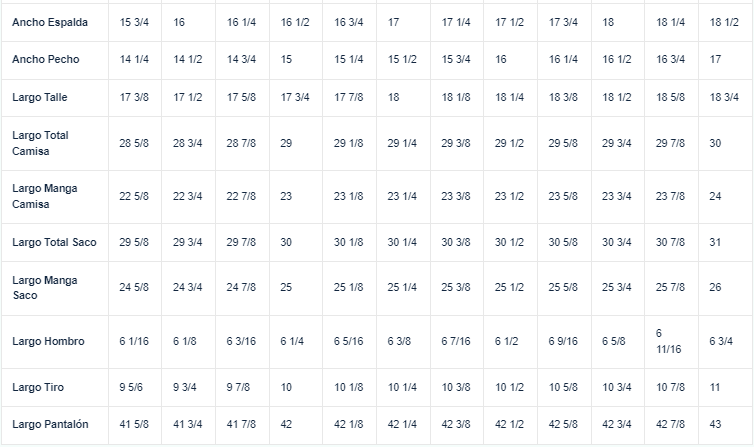 Ancho Espalda 15 3/4 16 16 1/4 16 1/2 16 3/4 17 17 1/4 17 1/2 17 3/4 18 18 1/4 18 1/2
Ancho Pecho 14 1/4 14 1/2 14 3/4 15 15 1/4 15 1/2 15 3/4 16 16 1/4 16 1/2 16 3/4 17
Largo Talle 17 3/8 17 1/2 17 5/8 17 3/4 17 7/8 18 18 1/8 18 1/4 18 3/8 18 1/2 18 5/8 18 3/4
Largo Total
Camisa 28 5/8 28 3/4 28 7/8 29 29 1/8 29 1/4 29 3/8 29 1/2 29 5/8 29 3/4 29 7/8 30
Largo Manga
Camisa 22 5/8 22 3/4 22 7/8 23 23 1/8 23 1/4 23 3/8 23 1/2 23 5/8 23 3/4 23 7/8 24
Largo Total Saco 29 5/8 29 3/4 29 7/8 30 30 1/8 30 1/4 30 3/8 30 1/2 30 5/8 30 3/4 30 7/8 31
Largo Manga
Saco 24 5/8 24 3/4 24 7/8 25 25 1/8 25 1/4 25 3/8 25 1/2 25 5/8 25 3/4 25 7/8 26
Largo Hombro 6 1/16 6 1/8 6 3/16 6 1/4 6 5/16 6 3/8 6 7/16 6 1/2 6 9/16 6 5/8 6
11/16 6 3/4
Largo Tiro 9 5/6 9 3/4 9 7/8 10 10 1/8 10 1/4 10 3/8 10 1/2 10 5/8 10 3/4 10 7/8 11
Largo Pantalón 41 5/8 41 3/4 41 7/8 42 42 1/8 42 1/4 42 3/8 42 1/2 42 5/8 42 3/4 42 7/8 43